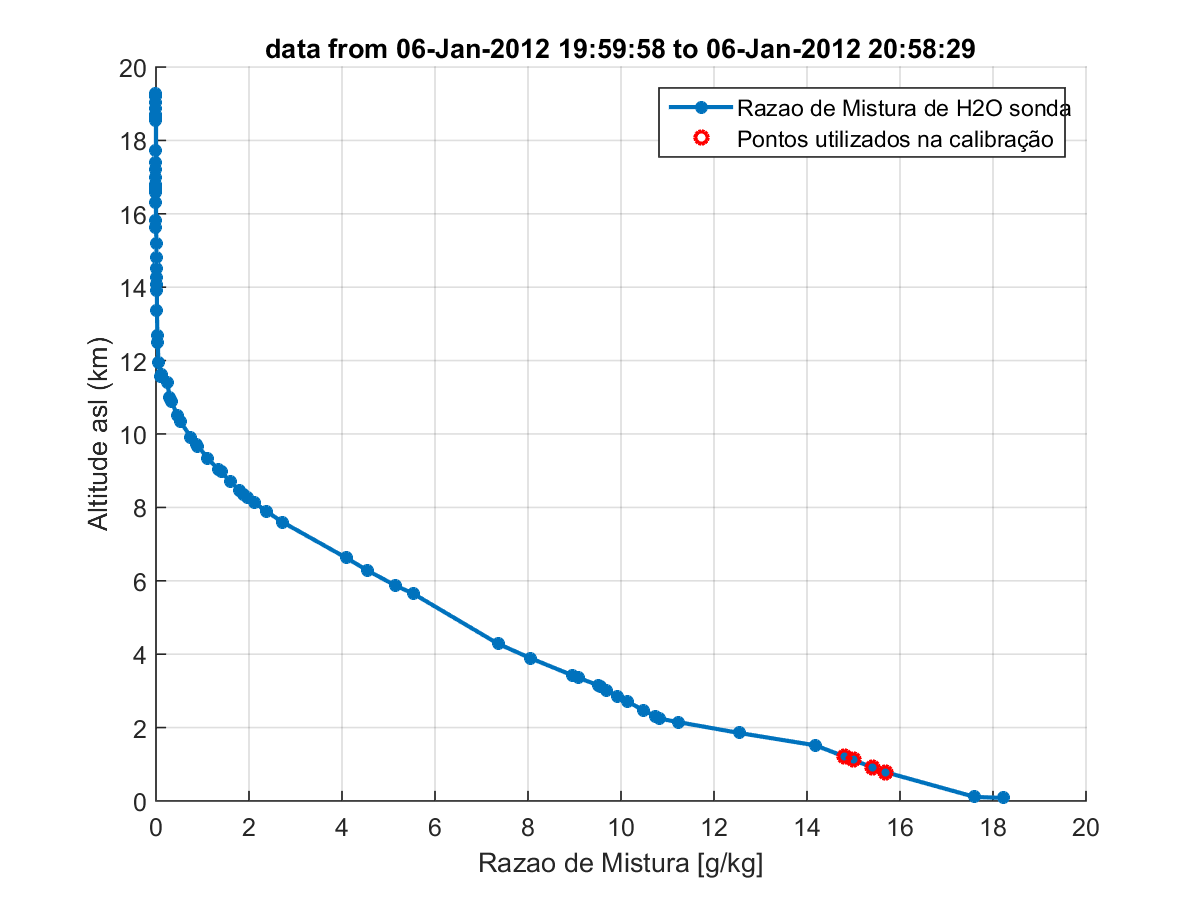 data from 06-Jan-2012 19:59:58 to 06-Jan-2012 20:58:29
Razao de Mistura de H2O sonda
Pontos utilizados na calibração
20
18
16
14
12
10
8
6
4
2
0
Altitude asl (km)
0 2 4 6 8 10 12 14 16 18 20
Razao de Mistura [g/kg]